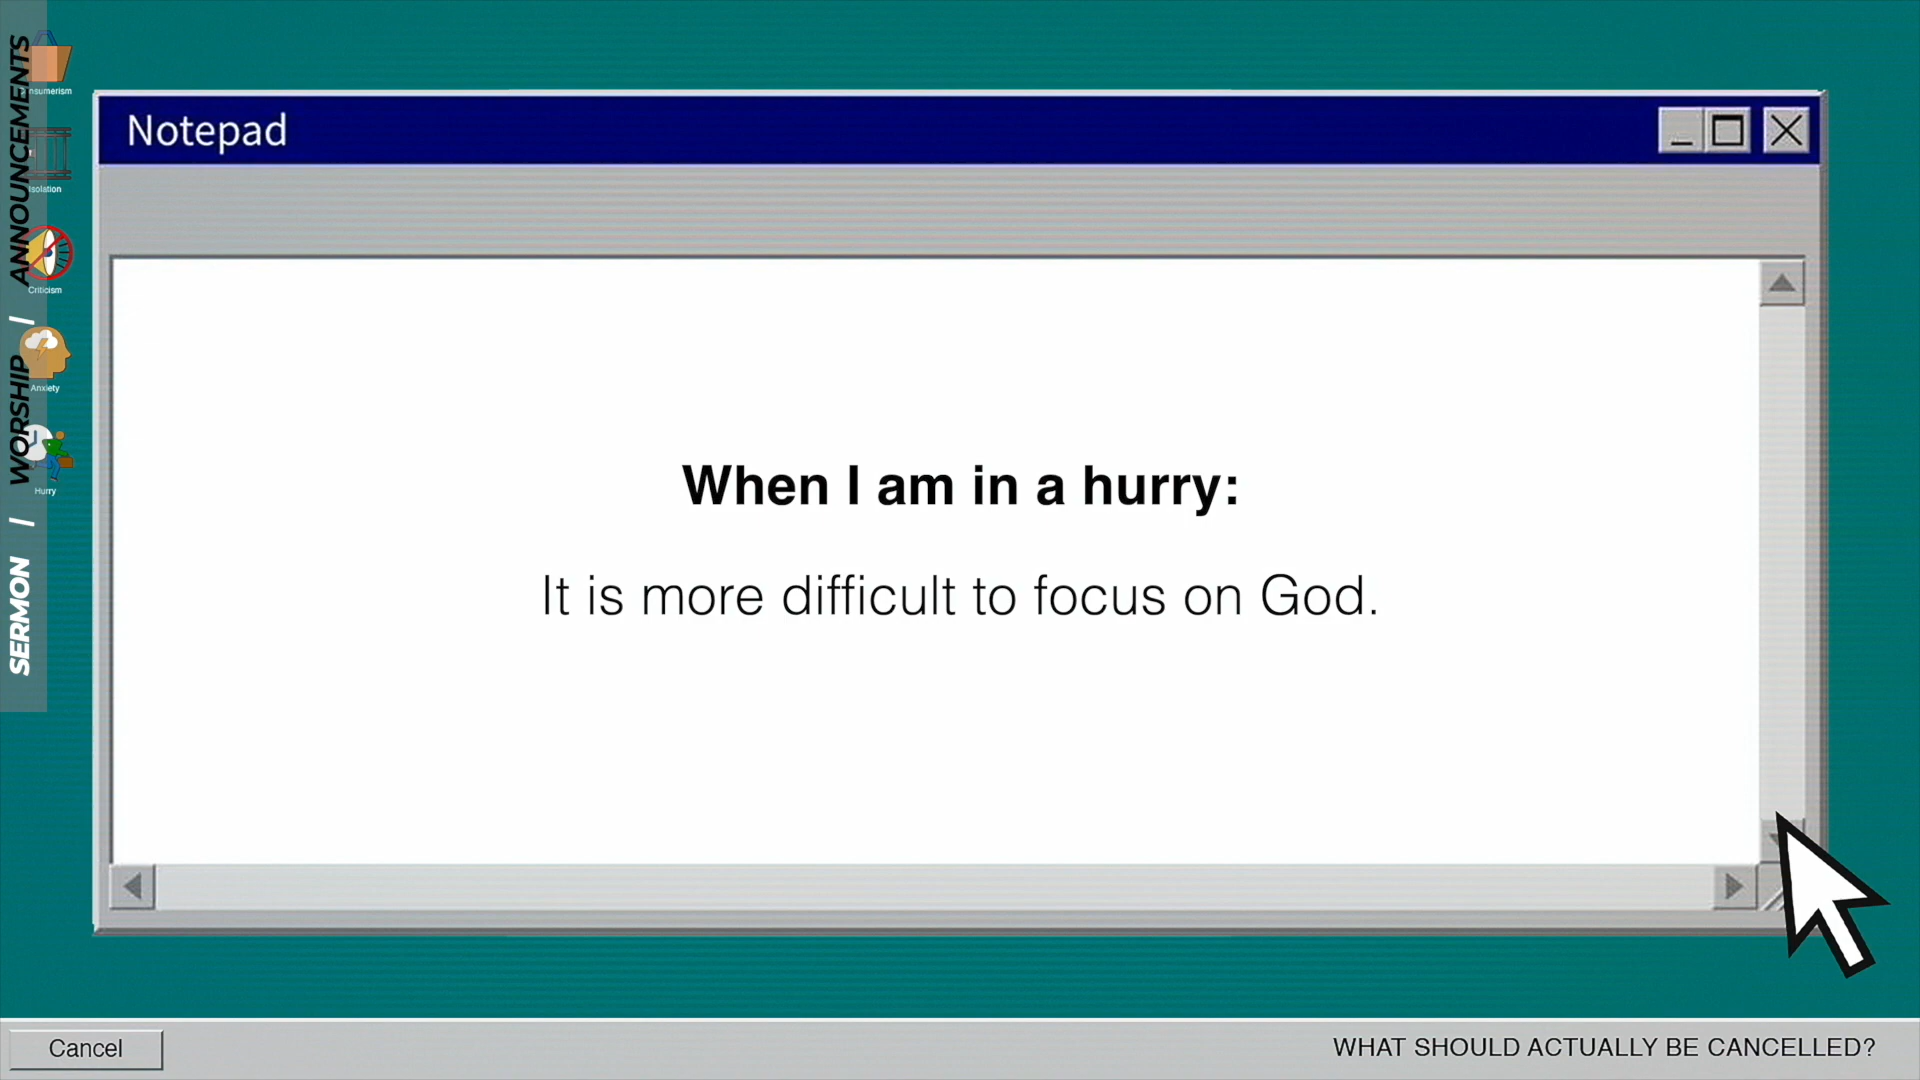 ANNOUNCEMENTS
|
WORSHIP
|
SERMON
nsumerism
Isolation
Criticism
Anxiety
Hurry
Notepad
When I am in a hurry:
It is more difficult to focus on God.
Cancel
WHAT SHOULD ACTUALLY BE CANCELLED?